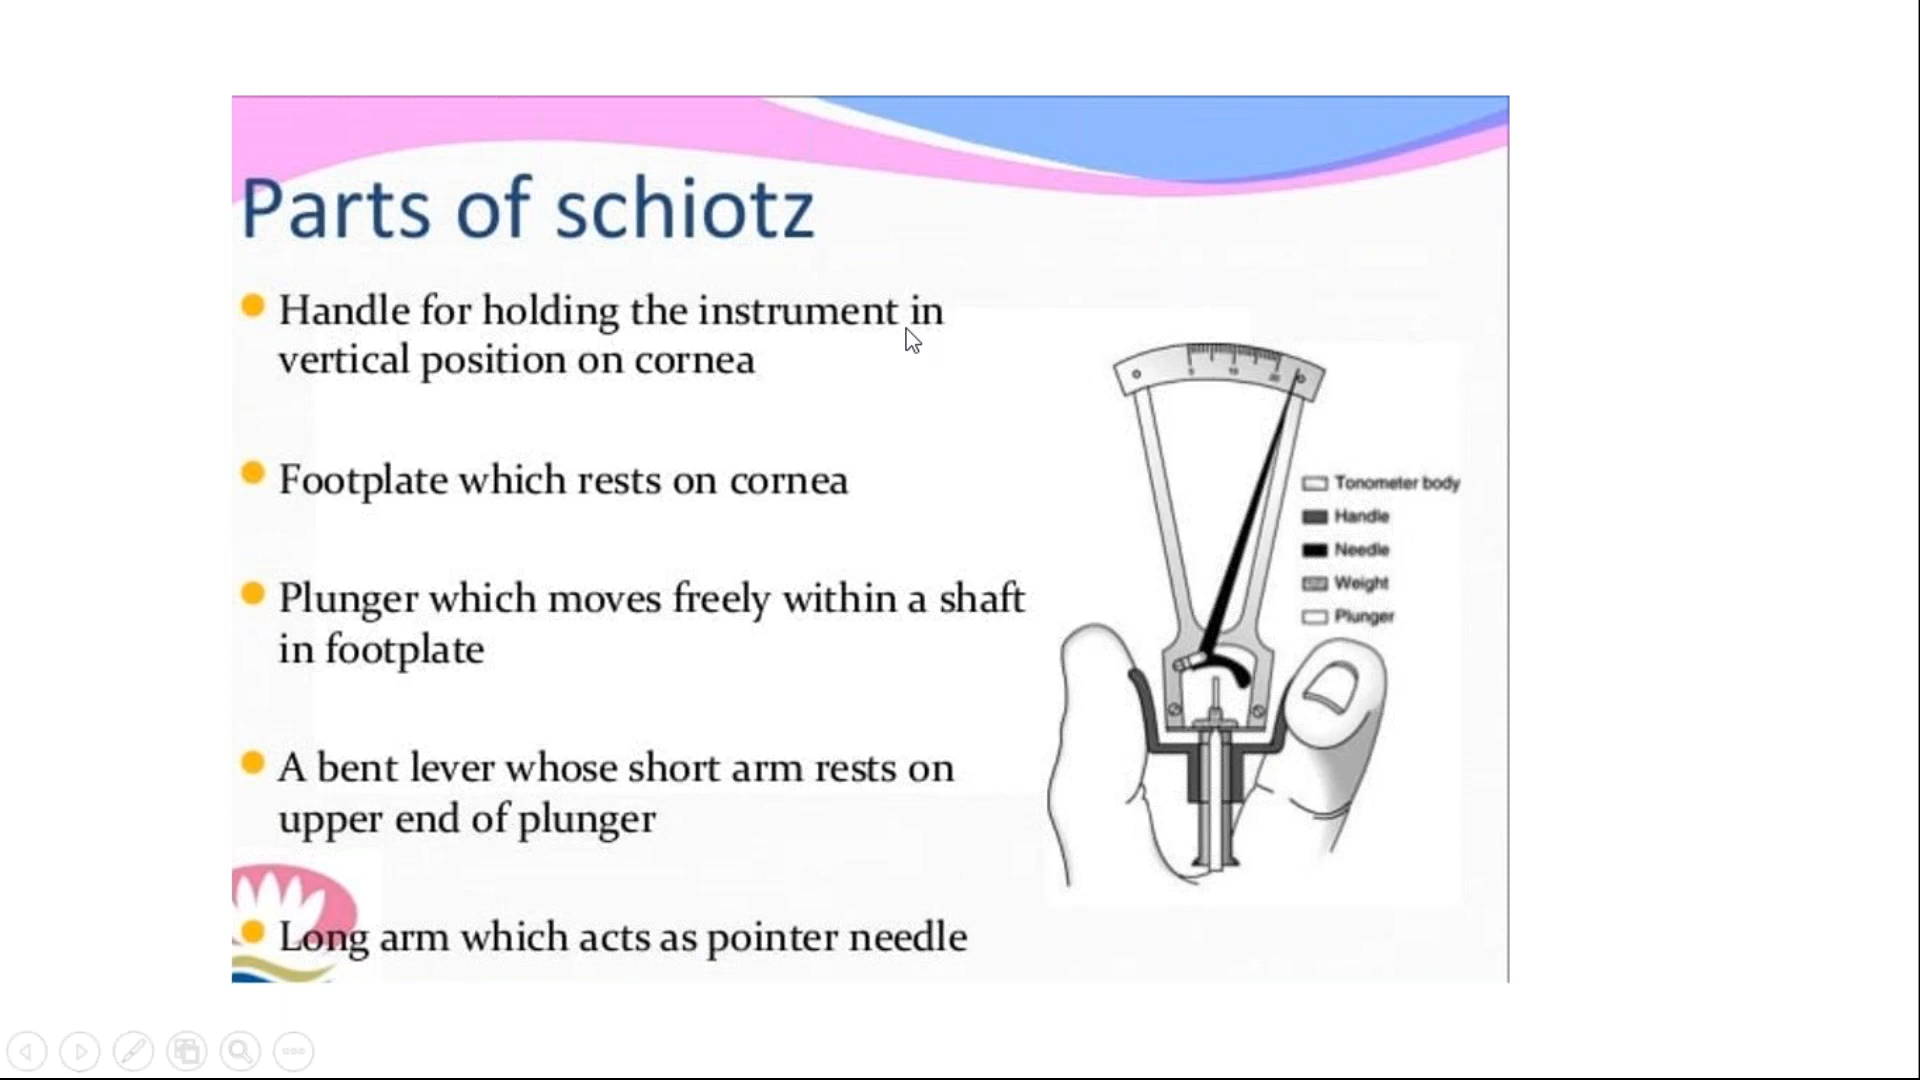 Parts of schiotz
Handle for holding the instrument in
vertical position on cornea
Footplate which rests on cornea
Plunger which moves freely within a shaft
in footplate
A bent lever whose short arm rests on
upper end of plunger
Long arm which acts as pointer needle
Tonometer body
Handle
Needle
Weight
Plunger